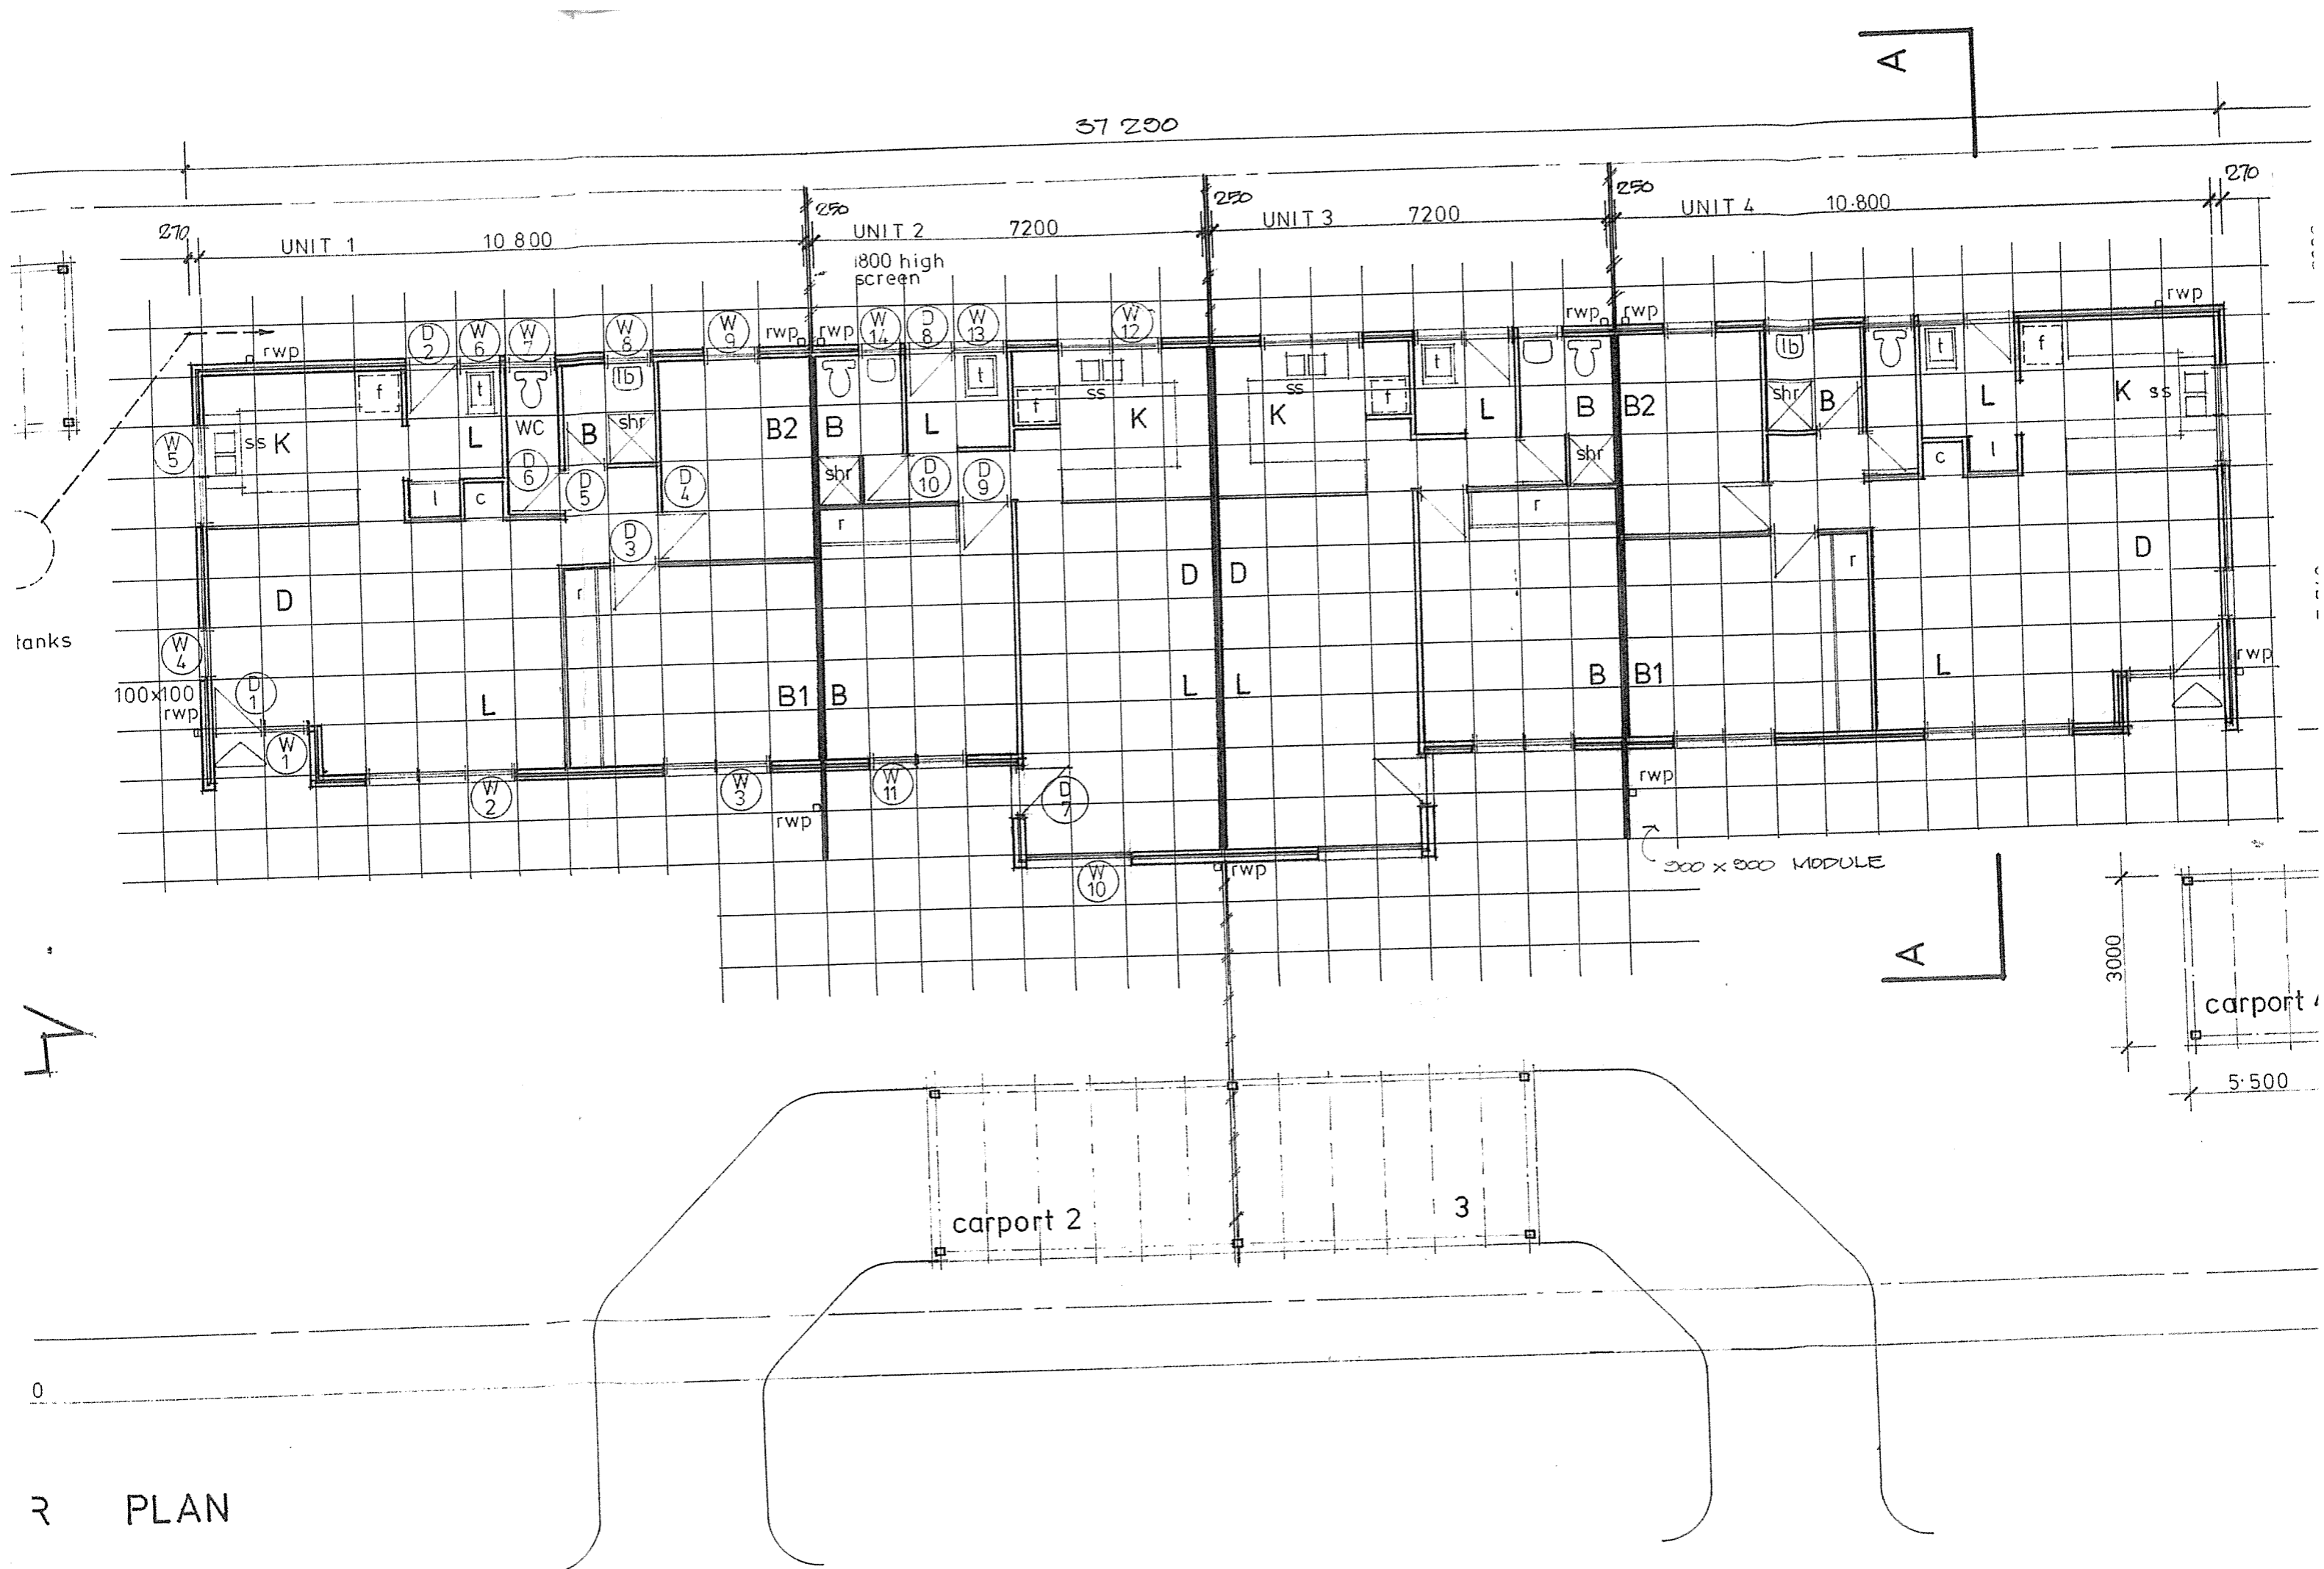 A
37 290
270
250
250
250
270
UNIT 1 10 800
UNIT 2 7200
UNIT 3 7200
UNIT 4 10·800
1800 high
screen
rwp
D 2
W 6
W 7
W 8
W 9
rwp
rwp
W 14
D 8
W 13
W 12
rwp
rwp
rwp
f
t
lb
t
f
ss
ss
f
t
lb
t
f
W 5
ss
K
L
WC
B
shr
B2
B
L
K
K
L
B
B2
shr
B
L
K
ss
D 6
D 5
D 4
shr
D 10
D 9
shr
l
c
c
l
D 3
r
r
D
r
D
D
r
D
tanks
W 4
100x100
rwp
D 1
L
B1
B
L
L
B
B1
L
rwp
W 1
W 2
W 3
W 11
D 7
rwp
rwp
W 10
rwp
900 x 900 MODULE
A
3000
carport
5·500
carport 2
3
0
R PLAN